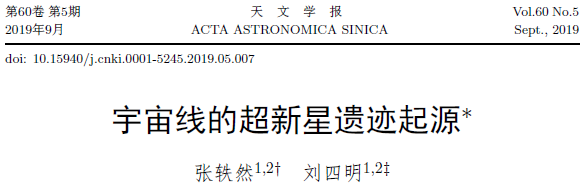 第60卷 第5期 天 文 学 报 Vol.60 No.5
2019年9月 ACTA ASTRONOMICA SINICA Sept., 2019
doi: 10.15940/j.cnki.0001-5245.2019.05.007
宇宙线的超新星遗迹起源*
张轶然1,2† 刘四明1,2‡